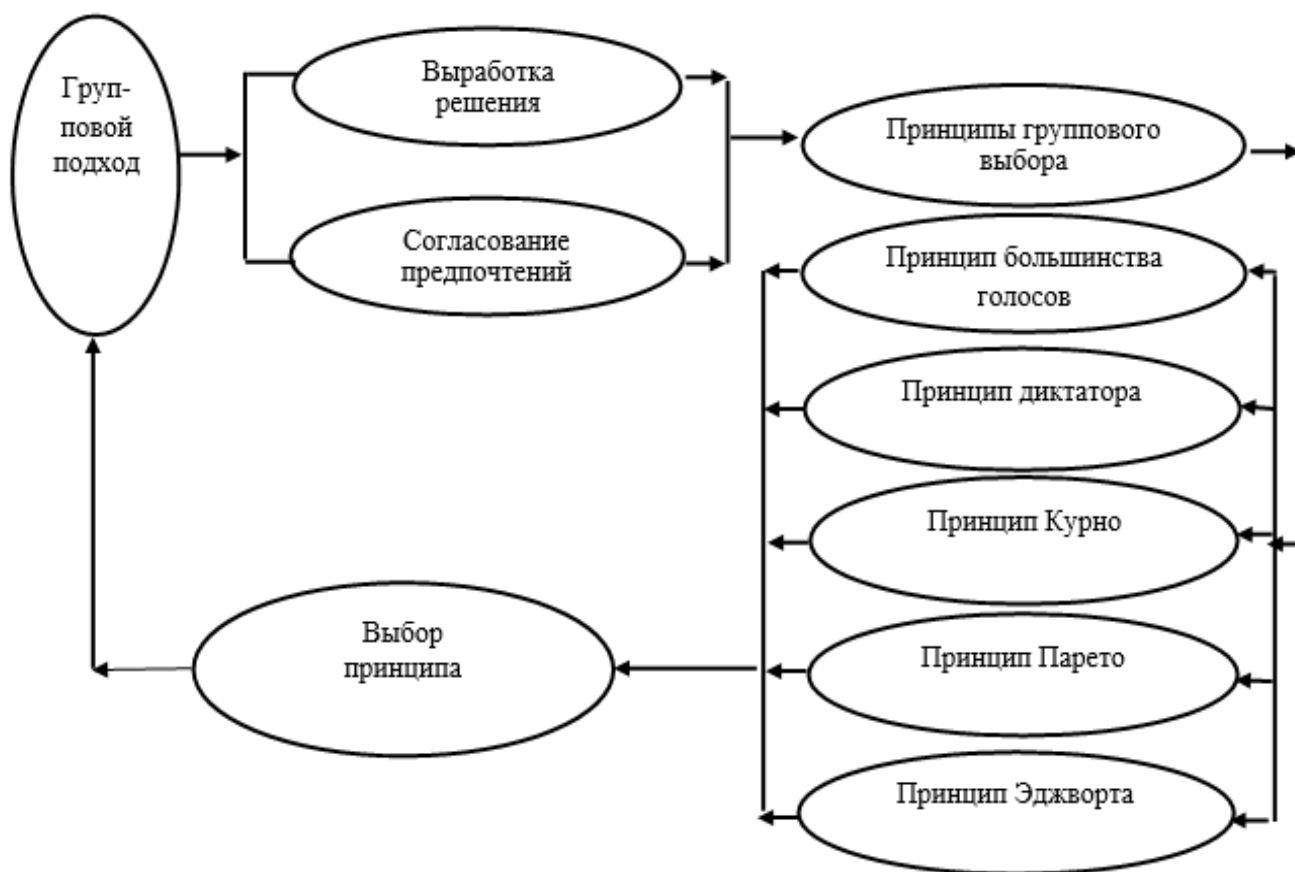 Груп-
повой
подход
Выработка
решения
Согласование
предпочтений
Принципы группового
выбора
Принцип большинства
голосов
Принцип диктатора
Принцип Курно
Принцип Парето
Принцип Эджворта
Выбор
принципа